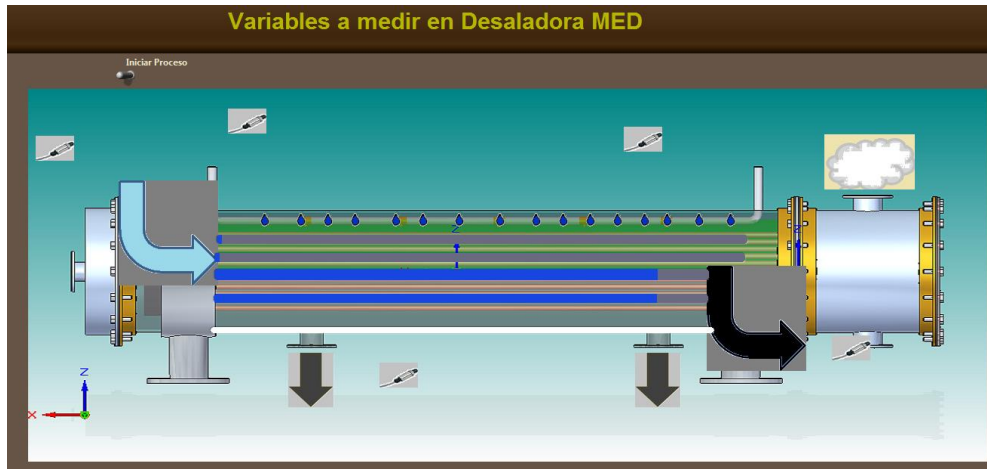 Variables a medir en Desaladora MED
Iniciar Proceso
Z
Z
X